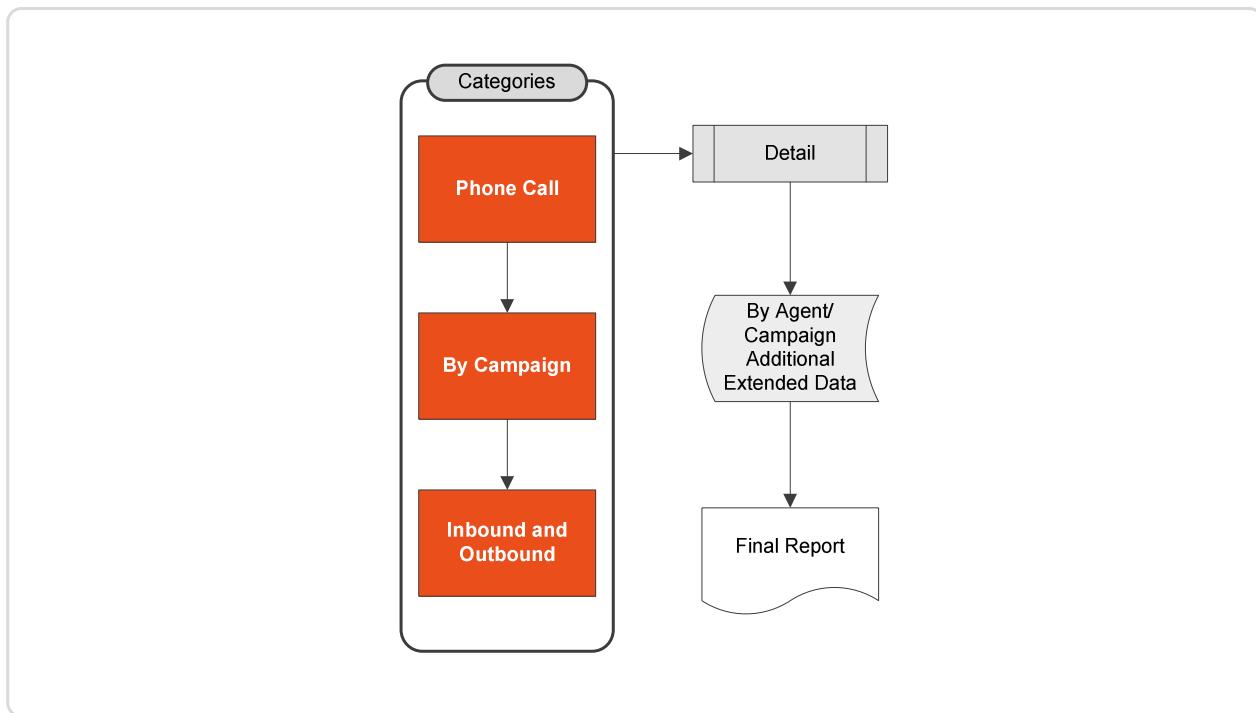 Categories
Phone Call
By Campaign
Inbound and
Outbound
Detail
By Agent/
Campaign
Additional
Extended Data
Final Report